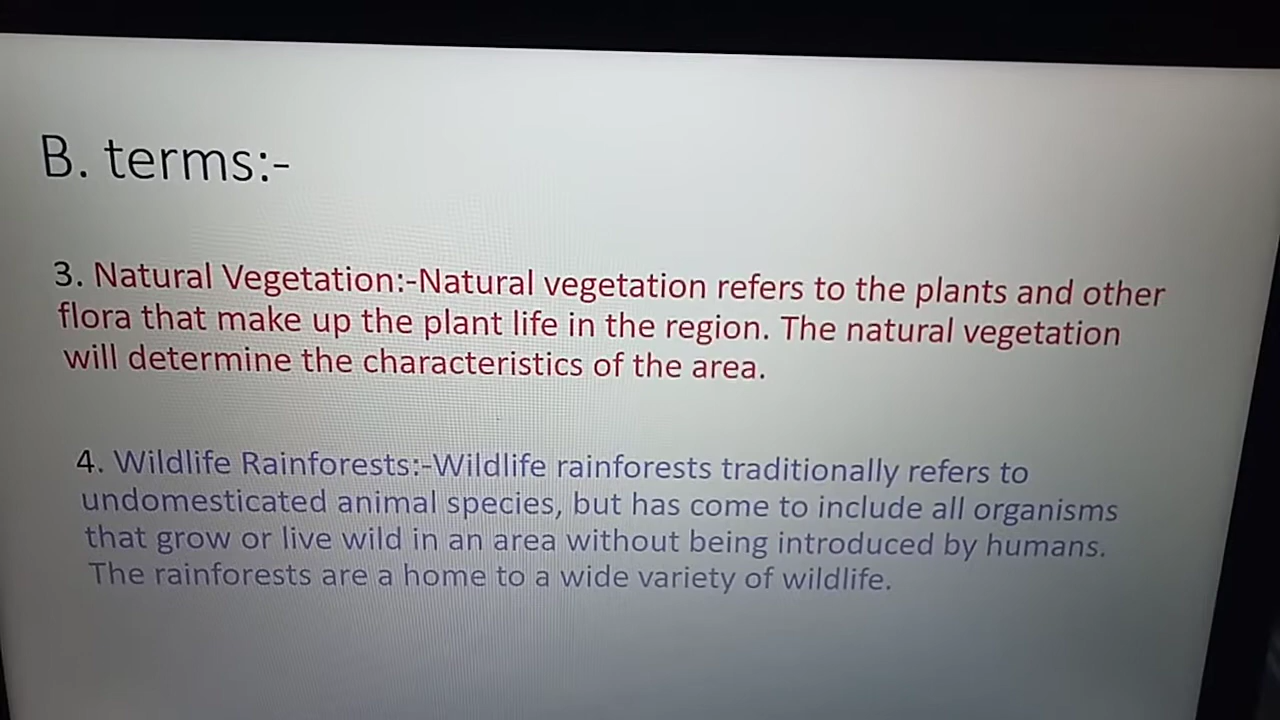 B. terms:-
3. Natural Vegetation:-Natural vegetation refers to the plants and other
flora that make up the plant life in the region. The natural vegetation
will determine the characteristics of the area.
4. Wildlife Rainforests:-Wildlife rainforests traditionally refers to
undomesticated animal species, but has come to include all organisms
that grow or live wild in an area without being introduced by humans.
The rainforests are a home to a wide variety of wildlife.